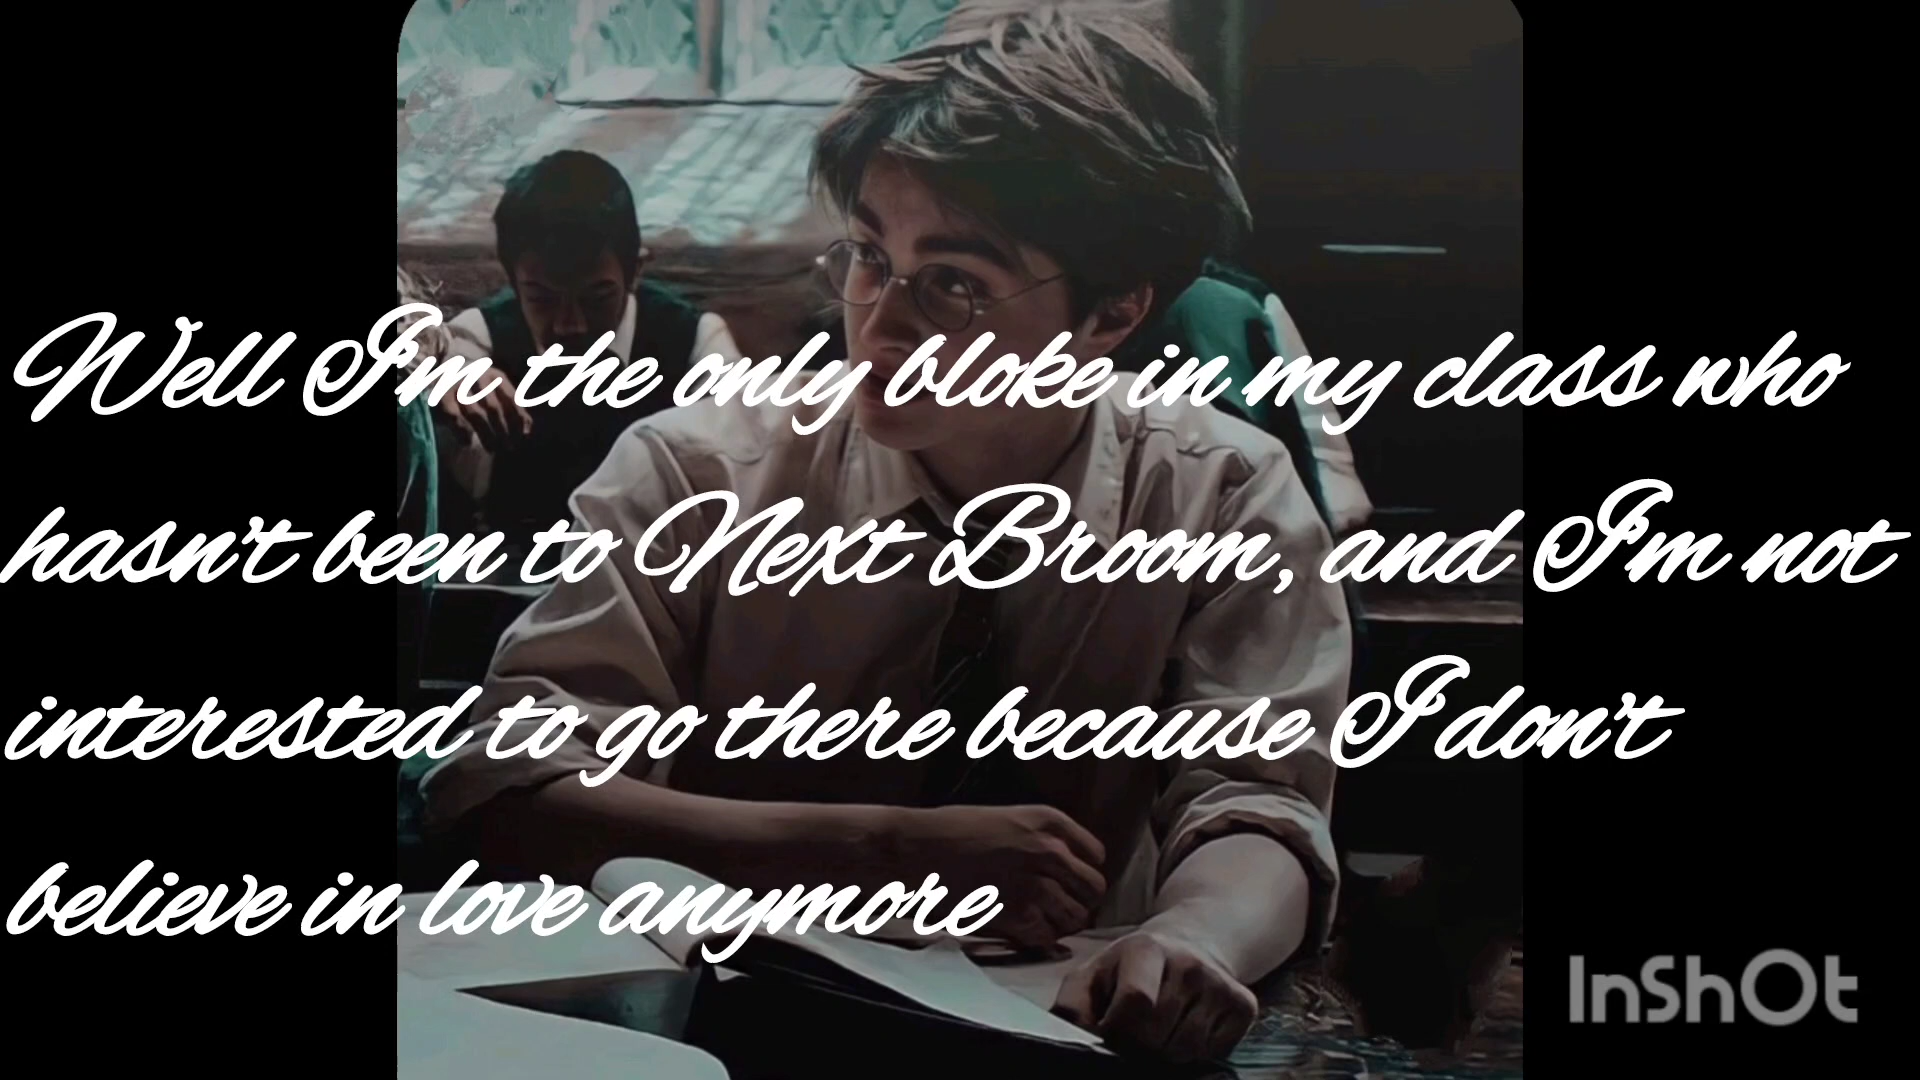 Well I'm the only bloke in my class who
hasn't been to Next Broom, and I'm not
interested to go there because I don't
believe in love anymore
InShOt